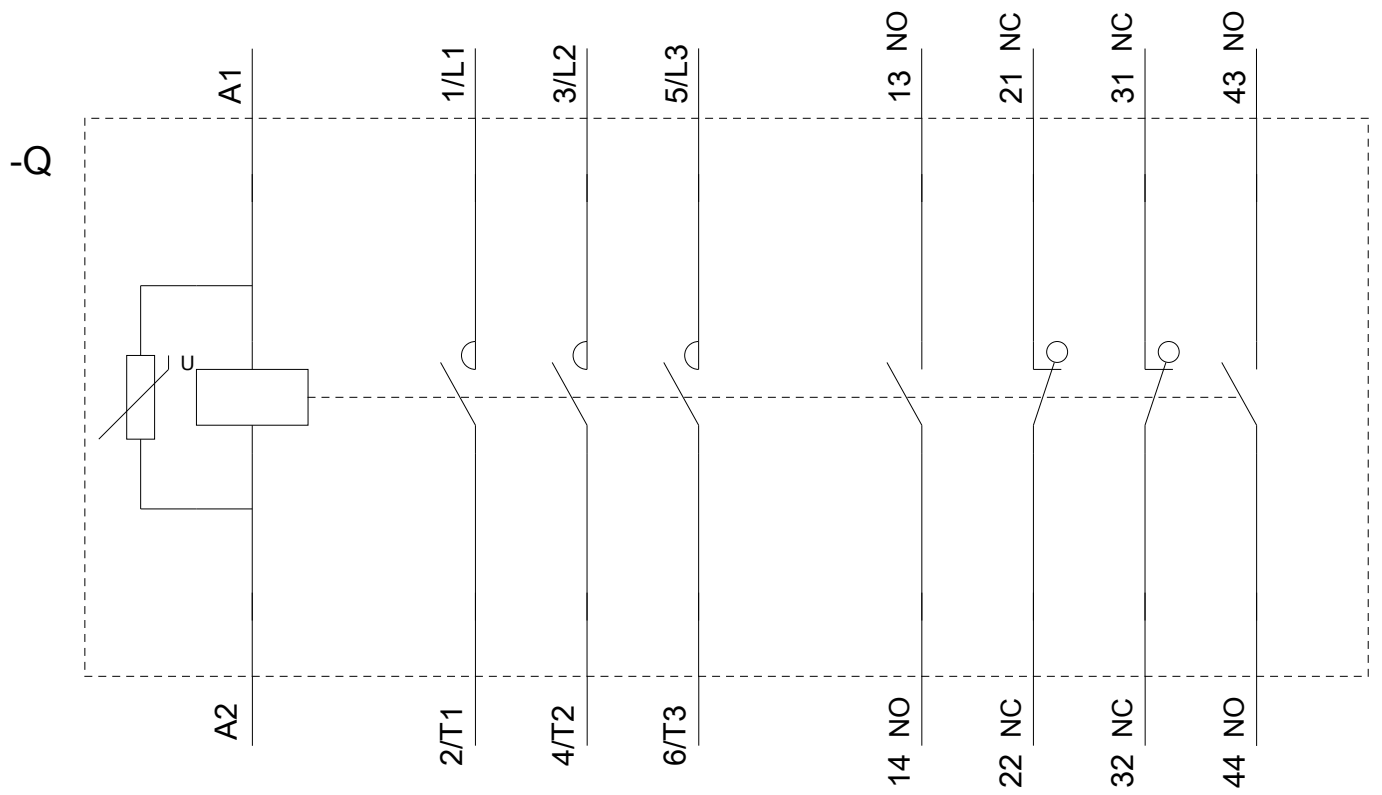 A1
1/L1
3/L2
5/L3
13 NO
21 NC
31 NC
43 NO
-Q
U
A2
2/T1
4/T2
6/T3
14 NO
22 NC
32 NC
44 NO